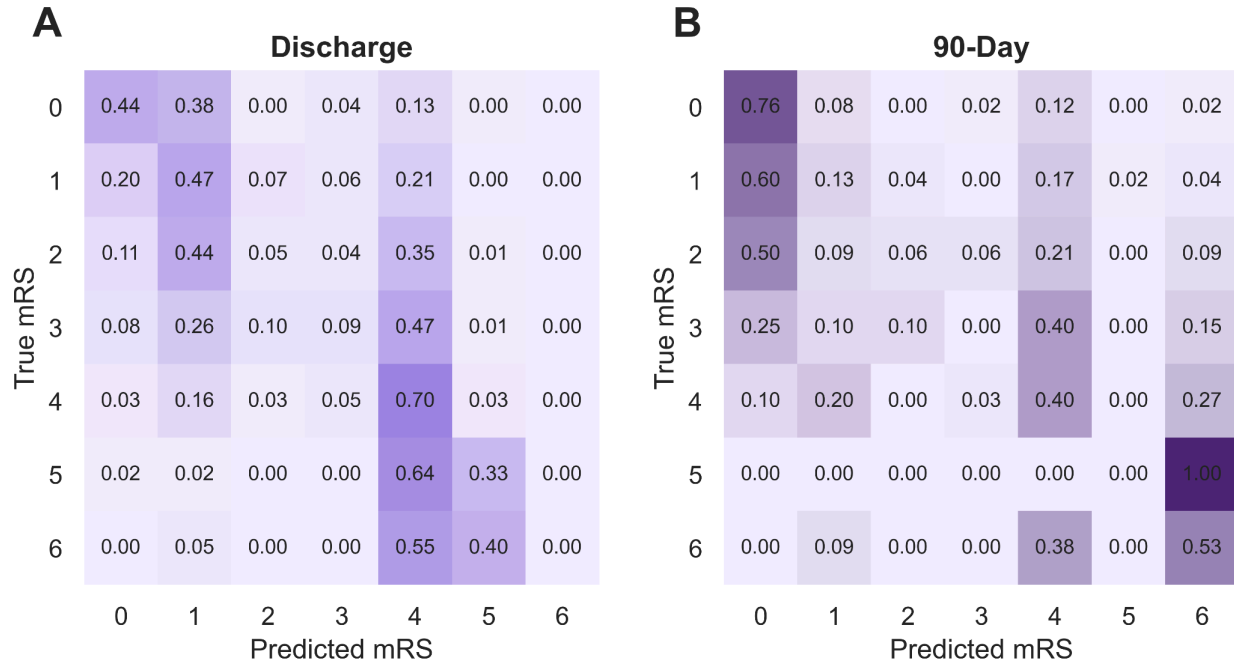 A
Discharge
0 0.44 0.38 0.00 0.04 0.13 0.00 0.00
1 0.20 0.47 0.07 0.06 0.21 0.00 0.00
2 0.11 0.44 0.05 0.04 0.35 0.01 0.00
3 0.08 0.26 0.10 0.09 0.47 0.01 0.00
4 0.03 0.16 0.03 0.05 0.70 0.03 0.00
5 0.02 0.02 0.00 0.00 0.64 0.33 0.00
6 0.00 0.05 0.00 0.00 0.55 0.40 0.00
True mRS
0 1 2 3 4 5 6
Predicted mRS
B
90-Day
0 0.76 0.08 0.00 0.02 0.12 0.00 0.02
1 0.60 0.13 0.04 0.00 0.17 0.02 0.04
2 0.50 0.09 0.06 0.06 0.21 0.00 0.09
3 0.25 0.10 0.10 0.00 0.40 0.00 0.15
4 0.10 0.20 0.00 0.03 0.40 0.00 0.27
5 0.00 0.00 0.00 0.00 0.00 0.00 1.00
6 0.00 0.09 0.00 0.00 0.38 0.00 0.53
True mRS
0 1 2 3 4 5 6
Predicted mRS